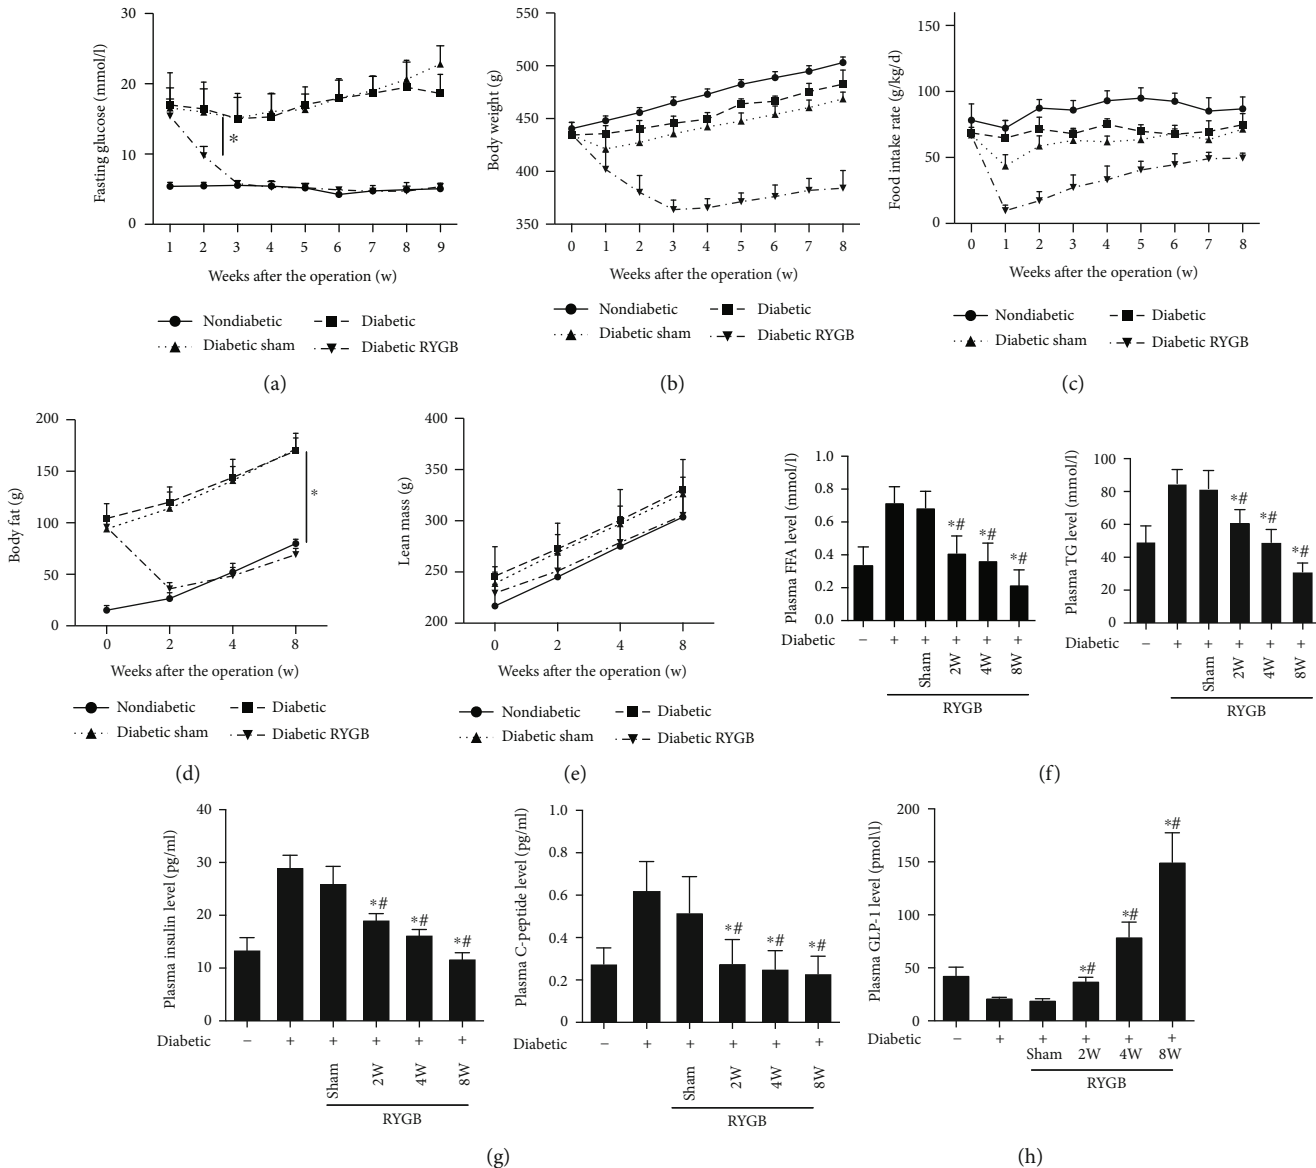 Fasting glucose (mmol/l)
30
20
10
0
*
1 2 3 4 5 6 7 8 9
Weeks after the operation (w)
Nondiabetic
Diabetic
Diabetic sham
Diabetic RYGB
(a)
Body weight (g)
550
500
450
400
350
0 1 2 3 4 5 6 7 8
Weeks after the operation (w)
Nondiabetic
Diabetic
Diabetic sham
Diabetic RYGB
(b)
Food intake rate (g/kg/d)
150
100
50
0
0 1 2 3 4 5 6 7 8
Weeks after the operation (w)
Nondiabetic
Diabetic
Diabetic sham
Diabetic RYGB
(c)
Body fat (g)
200
150
100
50
0
*
0 2 4 8
Weeks after the operation (w)
Nondiabetic
Diabetic
Diabetic sham
Diabetic RYGB
(d)
Lean mass (g)
400
350
300
250
200
0 2 4 8
Weeks after the operation (w)
Nondiabetic
Diabetic
Diabetic sham
Diabetic RYGB
(e)
Plasma FFA level (mmol/l)
1.0
0.8
0.6
0.4
0.2
0.0
*# *# *#
Diabetic − + + + + +
Sham 2W 4W 8W
RYGB
Plasma TG level (mmol/l)
100
80
60
40
20
0
*# *# *#
Diabetic − + + + + +
Sham 2W 4W 8W
RYGB
(f)
Plasma insulin level (pg/ml)
40
30
20
10
0
*# *# *#
Diabetic − + + + + +
Sham 2W 4W 8W
RYGB
Plasma C-peptide level (pg/ml)
1.0
0.8
0.6
0.4
0.2
0
*# *# *#
Diabetic − + + + + +
Sham 2W 4W 8W
RYGB
(g)
Plasma GLP-1 level (pmol\l)
200
150
100
50
0
*# *# *#
Diabetic − + + + + +
Sham 2W 4W 8W
RYGB
(h)